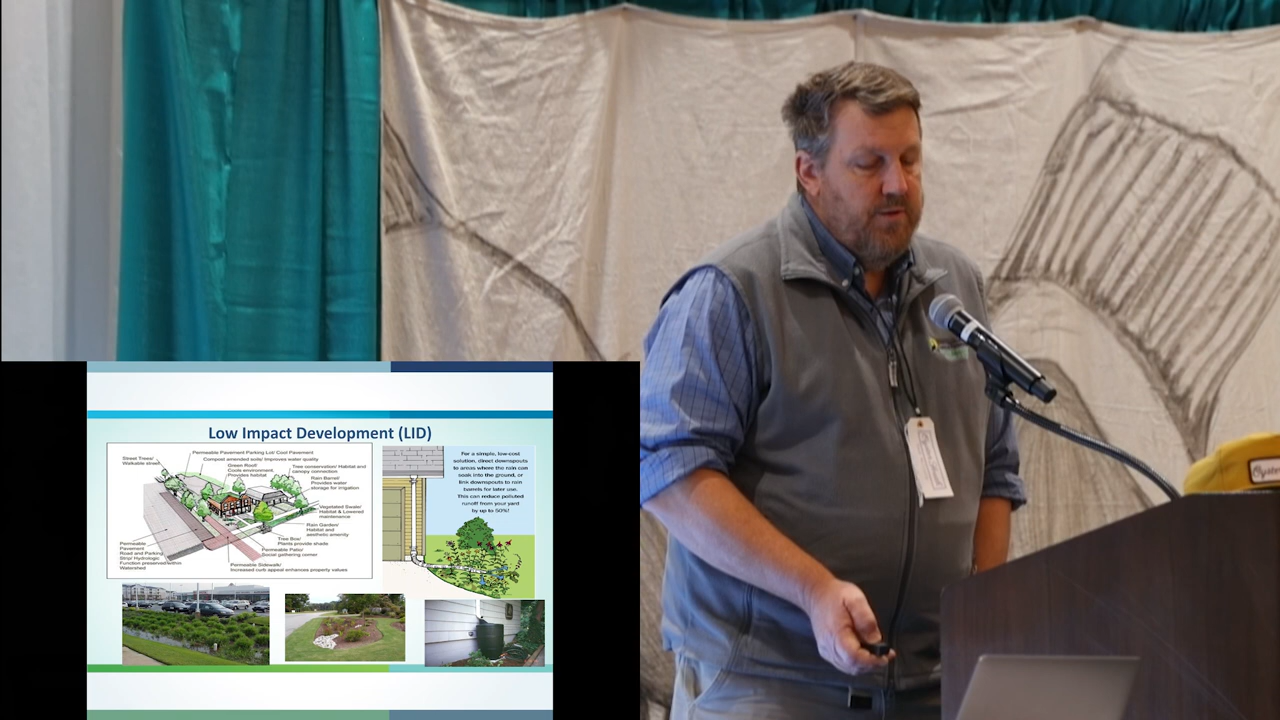 Low Impact Development (LID)
Street Trees/
Walkable street
Permeable Pavement Parking Lot/ Cool Pavement
Compost amended soils/ Improves water quality
Green Roof/
Cools environment
Provides habitat
Tree conservation/ Habitat and
canopy connection
Rain Barrel/
Provides water
storage for irrigation
Vegetated Swale/
Habitat & Lowered
maintenance
Rain Garden/
Habitat and
aesthetic amenity
Tree Box/
Plants provide shade
Permeable Patio/
Social gathering corner
Permeable Sidewalk/
Increased curb appeal enhances property values
Permeable
Pavement
Road and Parking
Strip/ Hydrologic
Function preserved within
Watershed
For a simple, low-cost
solution, direct downspouts
to areas where the rain can
soak into the ground, or
link downspouts to rain
barrels for later use.
This can reduce polluted
runoff from your yard
by up to 50%!